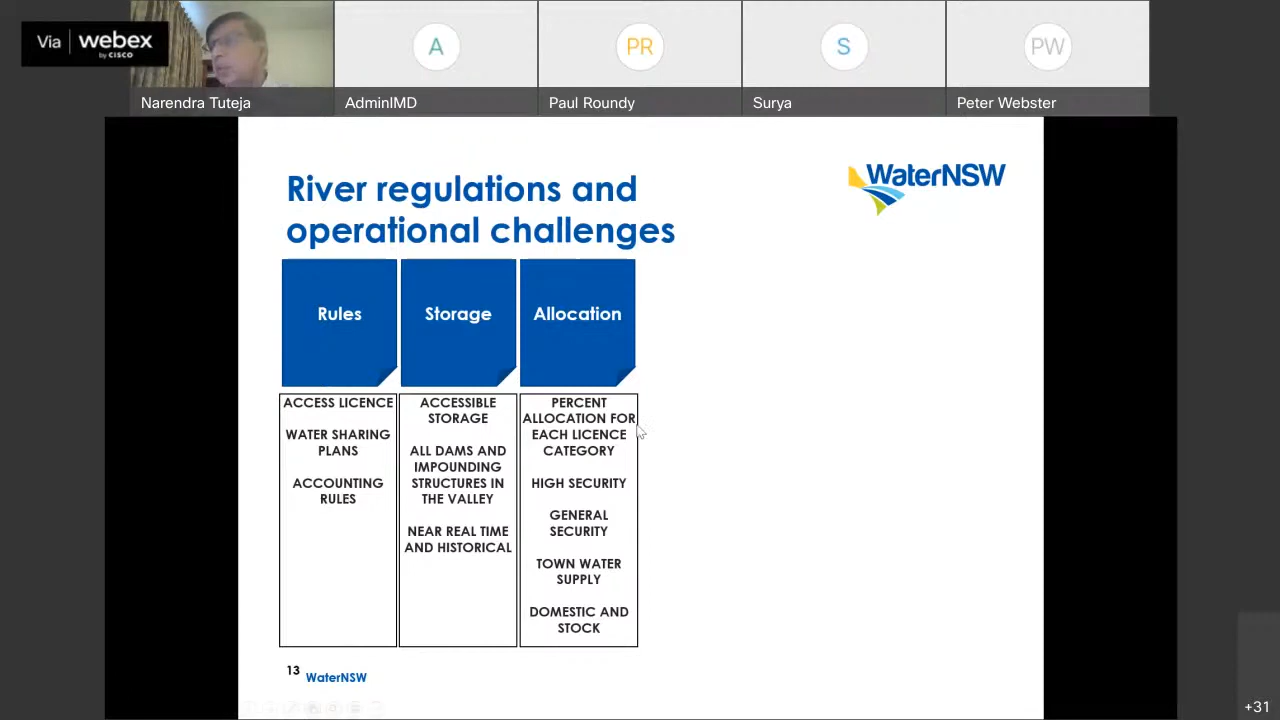 Via webex
by CISCO
A
PR
S
PW
Narendra Tuteja
AdminIMD
Paul Roundy
Surya
Peter Webster
River regulations and
operational challenges
WaterNSW
Rules
Storage
Allocation
ACCESS LICENCE
WATER SHARING
PLANS
ACCOUNTING
RULES
ACCESSIBLE
STORAGE
ALL DAMS AND
IMPOUNDING
STRUCTURES IN
THE VALLEY
NEAR REAL TIME
AND HISTORICAL
PERCENT
ALLOCATION FOR
EACH LICENCE
CATEGORY
HIGH SECURITY
GENERAL
SECURITY
TOWN WATER
SUPPLY
DOMESTIC AND
STOCK
13 WaterNSW
+31